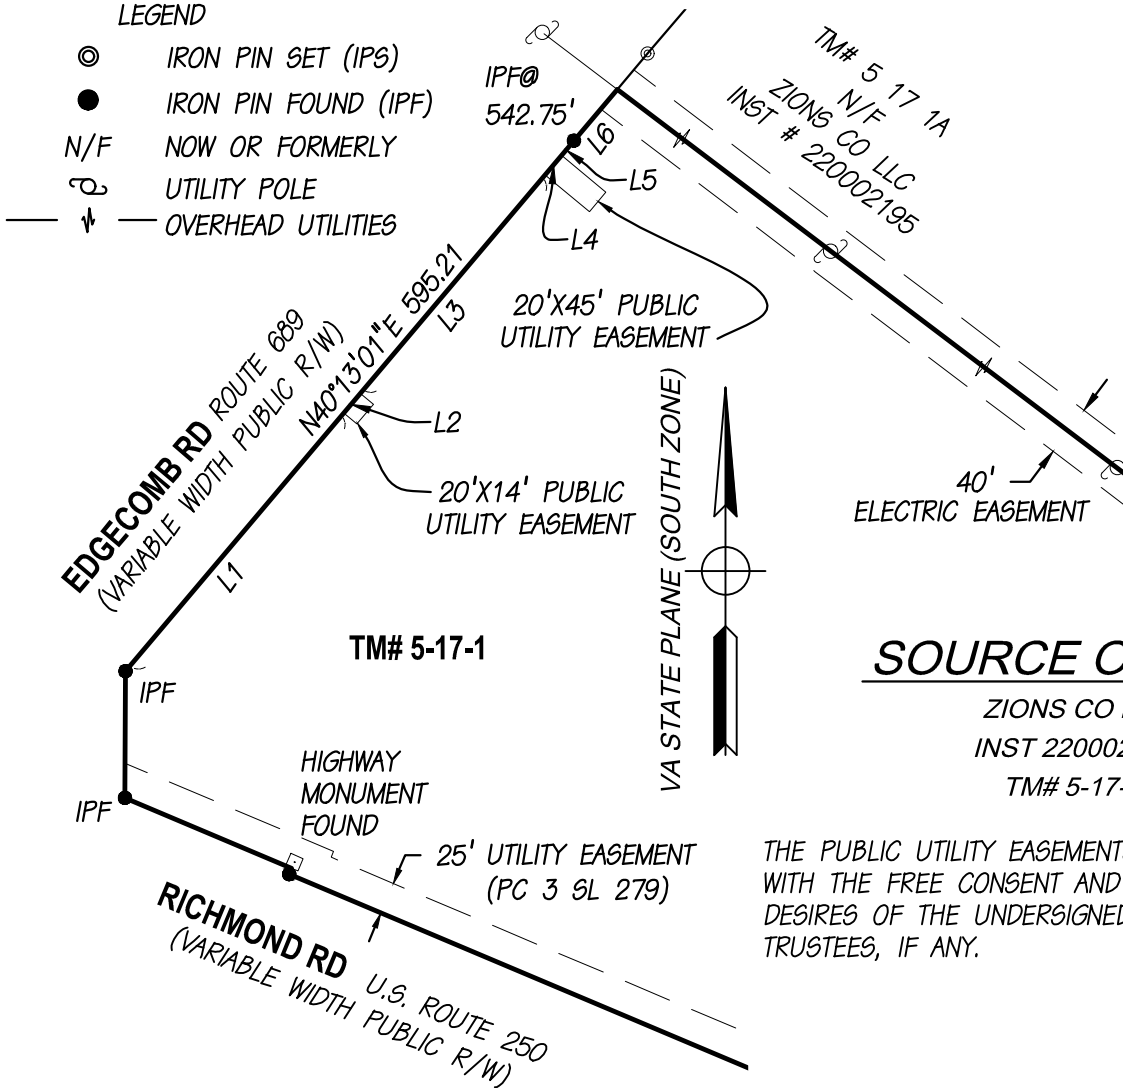 LEGEND
IRON PIN SET (IPS)
IRON PIN FOUND (IPF)
N/F NOW OR FORMERLY
UTILITY POLE
OVERHEAD UTILITIES
IPF@
542.75'
L6
L5
L4
TM# 5 17 1A
N/F
ZIONS CO LLC
INST # 220002195
20'X45' PUBLIC
UTILITY EASEMENT
EDGECOMB RD ROUTE 689
(VARIABLE WIDTH PUBLIC R/W)
N40°13'01"E 595.21
L3
L2
20'X14' PUBLIC
UTILITY EASEMENT
L1
40'
ELECTRIC EASEMENT
VA STATE PLANE (SOUTH ZONE)
TM# 5-17-1
IPF
IPF
HIGHWAY
MONUMENT
FOUND
25' UTILITY EASEMENT
(PC 3 SL 279)
RICHMOND RD U.S. ROUTE 250
(VARIABLE WIDTH PUBLIC R/W)
SOURCE O
ZIONS CO
INST 220002
TM# 5-17-
THE PUBLIC UTILITY EASEMENTS
WITH THE FREE CONSENT AND
DESIRES OF THE UNDERSIGNED
TRUSTEES, IF ANY.